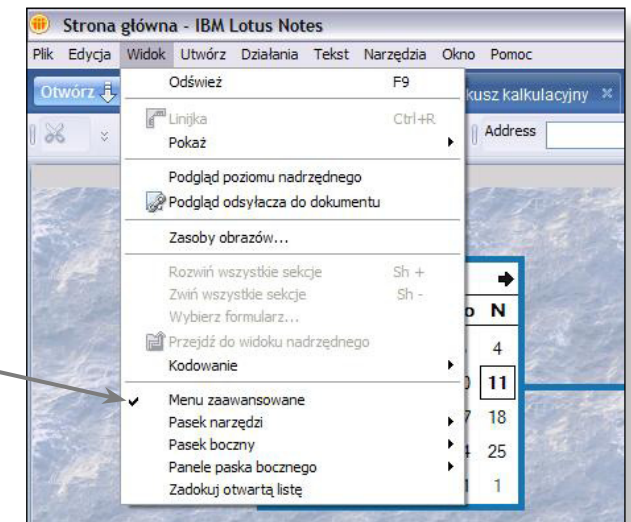 Strona główna - IBM Lotus Notes
Plik Edycja Widok Utwórz Działania Tekst Narzędzia Okno Pomoc
Otwórz
kusz kalkulacyjny
Address
Odśwież F9
Linijka Ctrl+R
Pokaż
Podgląd poziomu nadrzędnego
Podgląd odsyłacza do dokumentu
Zasoby obrazów...
Rozwiń wszystkie sekcje Sh +
Zwiń wszystkie sekcje Sh -
Wybierz formularz...
Przejdź do widoku nadrzędnego
Kodowanie
Menu zaawansowane
Pasek narzędzi
Pasek boczny
Panele paska bocznego
Zadokuj otwartą listę
o N
4
11
7 18
25
1